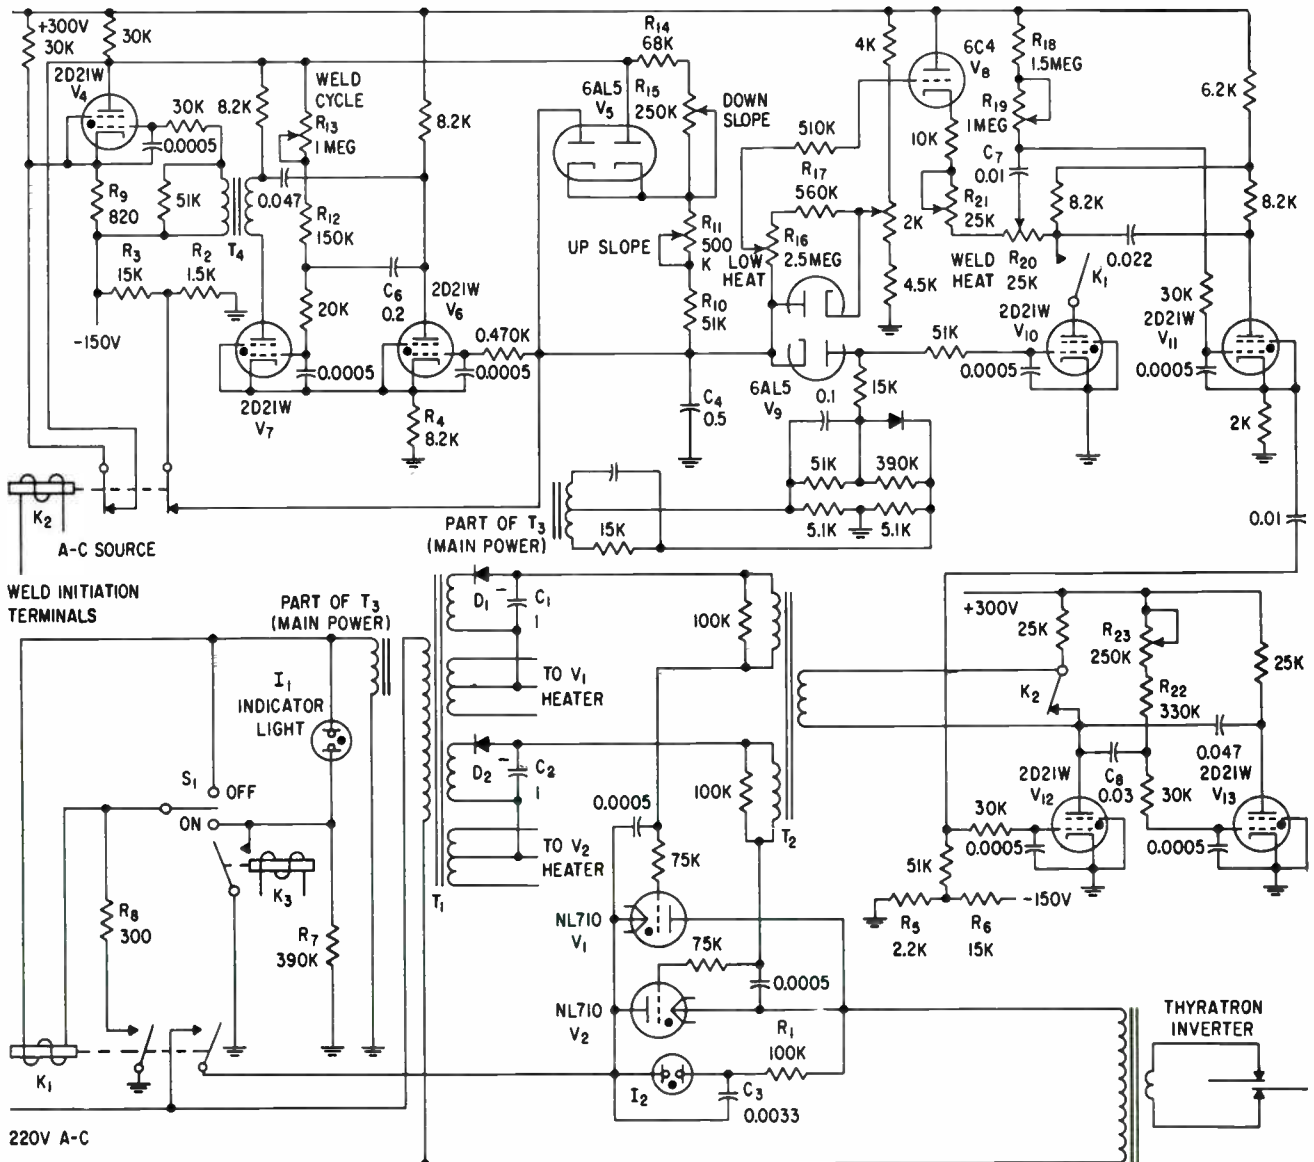 +300V
30K
30K
2D21W
V4
30K
0.0005
8.2K
WELD
CYCLE
R13
1 MEG
8.2K
R9
820
51K
T4
0.047
R12
150K
R3
15K
R2
1.5K
-150V
20K
C6
0.2
2D21W
V6
0.470K
0.0005
0.0005
2D21W
V7
R4
8.2K
R14
68K
6AL5
V5
R15
250K
DOWN
SLOPE
UP SLOPE
R11
500
K
R10
51K
C4
0.5
510K
R17
560K
LOW
HEAT
R16
2.5MEG
6AL5
V9
0.1
15K
51K
390K
5.1K
5.1K
4K
2K
4.5K
6C4
V8
10K
R21
25K
WELD
HEAT
R20
25K
R18
1.5MEG
R19
1MEG
C7
0.01
8.2K
0.022
K1
6.2K
8.2K
51K
2D21W
V10
0.0005
30K
2D21W
V11
0.0005
2K
0.01
K2
A-C SOURCE
WELD INITIATION
TERMINALS
PART OF T3
(MAIN POWER)
15K
PART OF T3
(MAIN POWER)
I1
INDICATOR
LIGHT
S1
OFF
ON
K3
R8
300
R7
390K
K1
220V A-C
T1
D1
-
C1
1
TO V1
HEATER
D2
-
C2
1
TO V2
HEATER
100K
100K
T2
0.0005
75K
NL710
V1
75K
0.0005
NL710
V2
R1
100K
I2
C3
0.0033
+300V
25K
R23
250K
25K
K2
R22
330K
0.047
2D21W
V12
C8
0.03
2D21W
V13
30K
0.0005
30K
0.0005
51K
-150V
R5
2.2K
R6
15K
THYRATRON
INVERTER